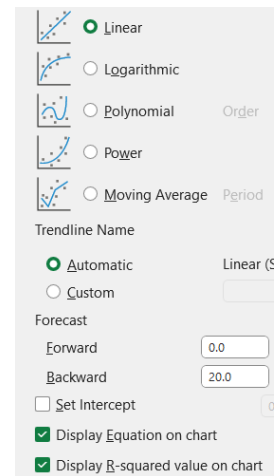 Linear
Logarithmic
Polynomial Order
Power
Moving Average Period
Trendline Name
Automatic Linear (S
Custom
Forecast
Forward 0.0
Backward 20.0
Set Intercept 0
Display Equation on chart
Display R-squared value on chart